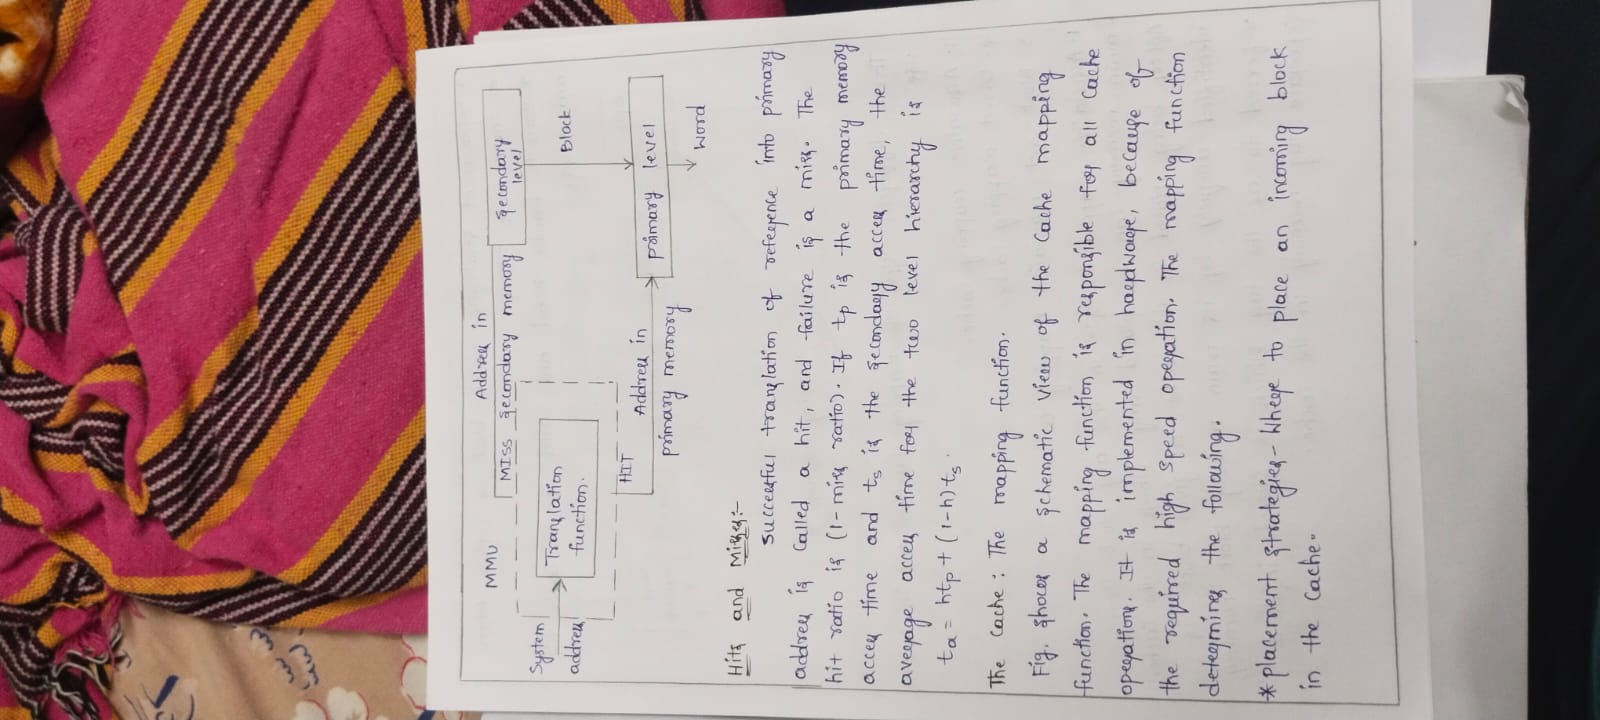 MMU
Address in
MISS Secondary memory
Secondary level
System address
Translation function.
Block
HIT
Address in
primary memory
primary level
Word
Hits and Misses:-
Successful translation of reference into primary
address is called a hit, and failure is a miss. The
hit ratio is (1-miss ratio). If tp is the primary memory
access time and ts is the secondary access time, the
average access time for the two level hierarchy is
ta = htp + (1-h)ts.
The Cache: The mapping function.
Fig. Shows a schematic view of the Cache mapping
function. The mapping function is responsible for all Cache
operations. It is implemented in hardware, because of
the required high speed operation. The mapping function
determines the following.
*placement strategies - Where to place an incoming block
in the Cache.